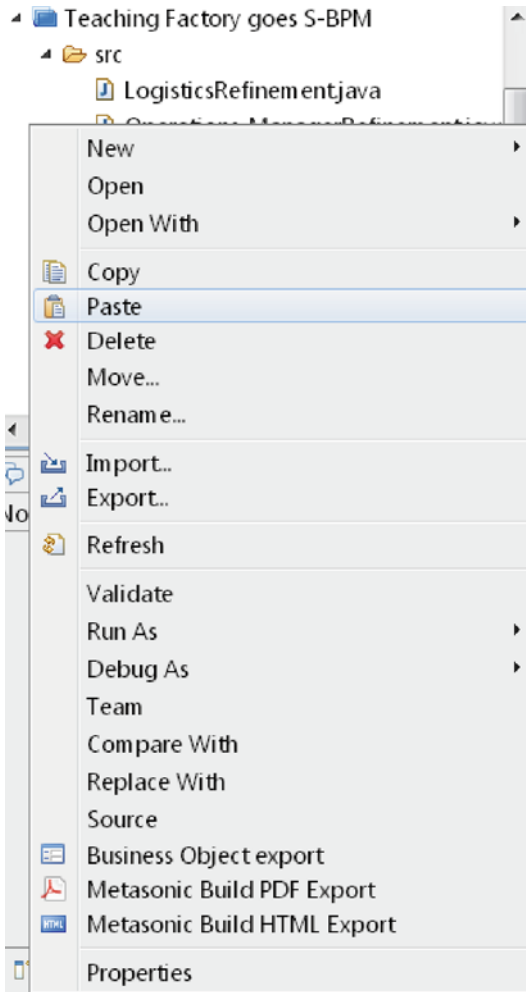 Teaching Factory goes S-BPM
src
LogisticsRefinement.java
New
Open
Open With
Copy
Paste
Delete
Move...
Rename...
Import...
Export...
No
Refresh
Validate
Run As
Debug As
Team
Compare With
Replace With
Source
Business Object export
Metasonic Build PDF Export
HTML Metasonic Build HTML Export
Properties